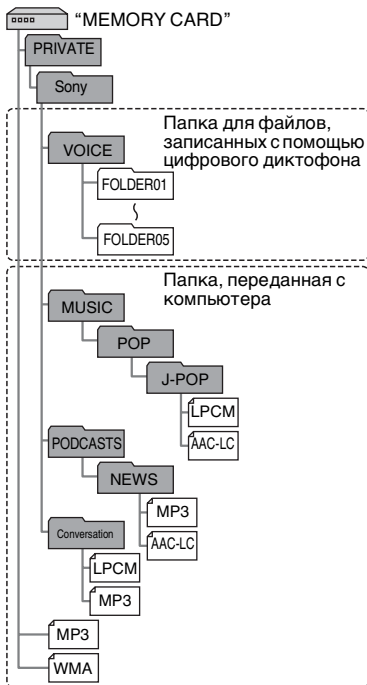 “MEMORY CARD”
PRIVATE
Sony
Папка для файлов,
записанных с помощью
цифрового диктофона
VOICE
FOLDER01
FOLDER05
Папка, переданная с
компьютера
MUSIC
POP
J-POP
LPCM
AAC-LC
PODCASTS
NEWS
MP3
AAC-LC
Conversation
LPCM
MP3
MP3
WMA